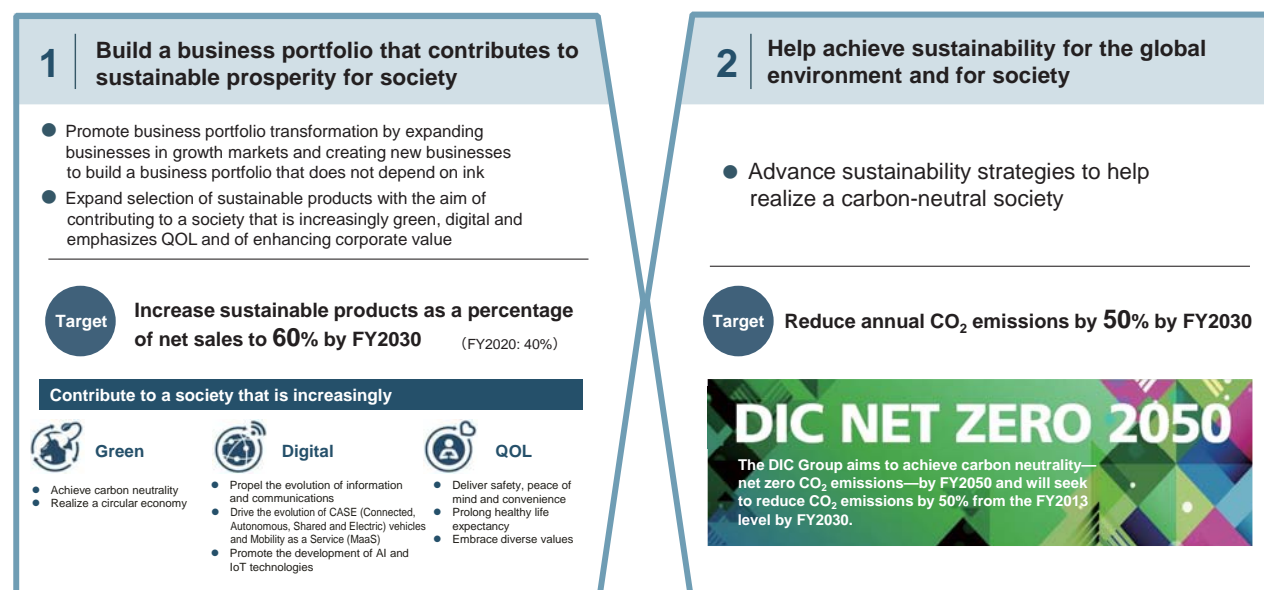 1
Build a business portfolio that contributes to
sustainable prosperity for society
● Promote business portfolio transformation by expanding
businesses in growth markets and creating new businesses
to build a business portfolio that does not depend on ink
● Expand selection of sustainable products with the aim of
contributing to a society that is increasingly green, digital and
emphasizes QOL and of enhancing corporate value
Target
Increase sustainable products as a percentage
of net sales to 60% by FY2030 (FY2020: 40%)
Contribute to a society that is increasingly
Green
● Achieve carbon neutrality
● Realize a circular economy
Digital
● Propel the evolution of information
and communications
● Drive the evolution of CASE (Connected,
Autonomous, Shared and Electric) vehicles
and Mobility as a Service (MaaS)
● Promote the development of AI and
IoT technologies
QOL
● Deliver safety, peace of
mind and convenience
● Prolong healthy life
expectancy
● Embrace diverse values
2
Help achieve sustainability for the global
environment and for society
● Advance sustainability strategies to help
realize a carbon-neutral society
Target
Reduce annual CO₂ emissions by 50% by FY2030
DIC NET ZERO 2050
The DIC Group aims to achieve carbon neutrality—
net zero CO₂ emissions—by FY2050 and will seek
to reduce CO₂ emissions by 50% from the FY2013
level by FY2030.